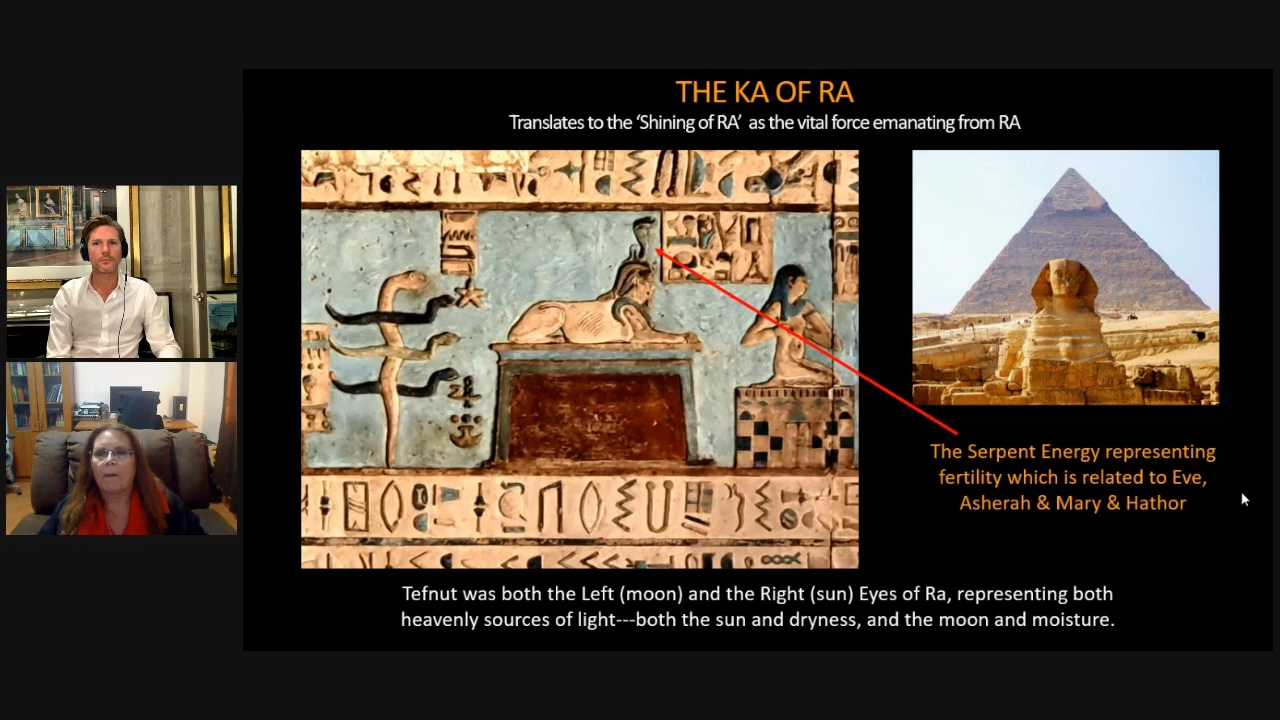 THE KA OF RA
Translates to the ‘Shining of RA’ as the vital force emanating from RA
The Serpent Energy representing
fertility which is related to Eve,
Asherah & Mary & Hathor
Tefnut was both the Left (moon) and the Right (sun) Eyes of Ra, representing both
heavenly sources of light---both the sun and dryness, and the moon and moisture.